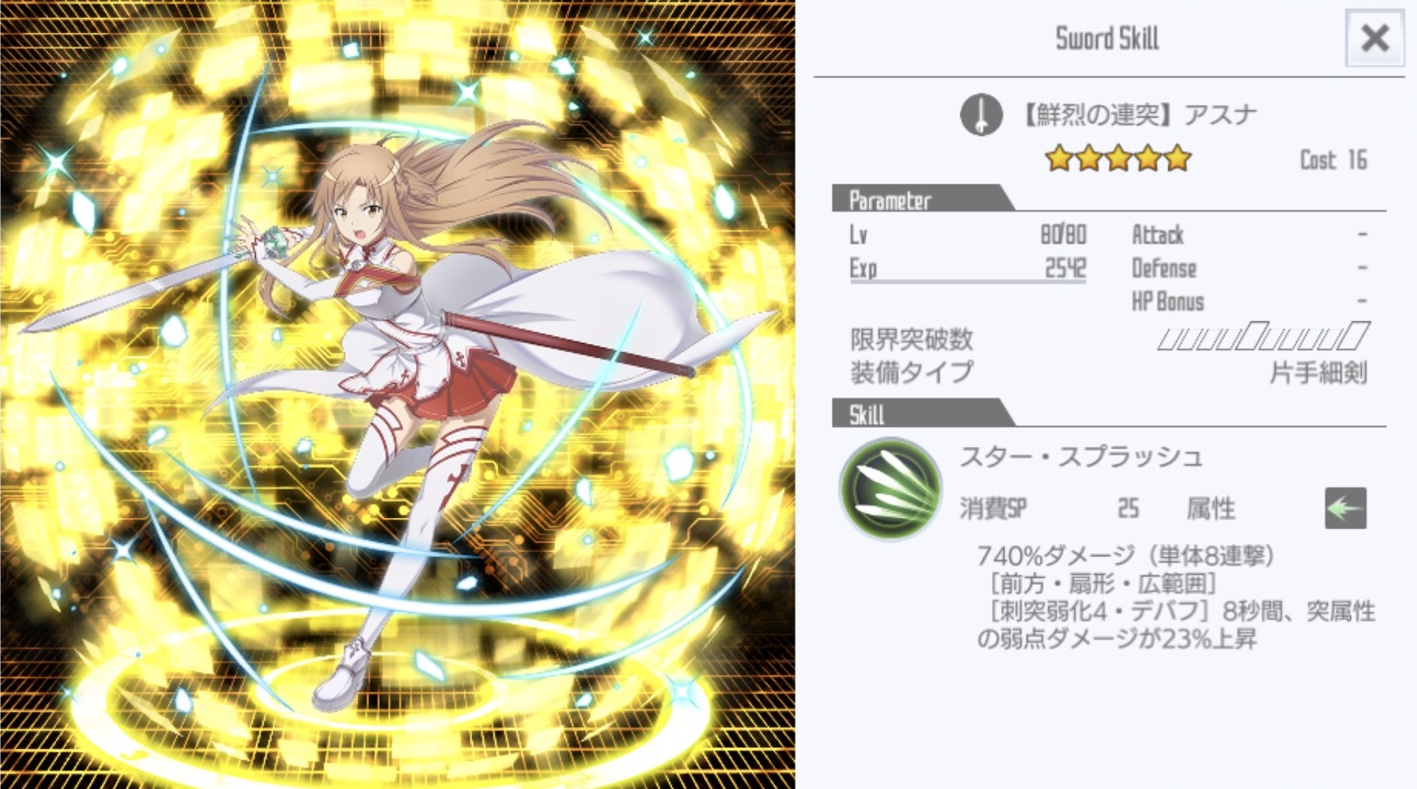 Sword Skill
【鮮烈の連突】アスナ
Cost 16
Parameter
Lv 80/80
Exp 2542
Attack -
Defense -
HP Bonus -
限界突破数
装備タイプ 片手細剣
Skill
スター・スプラッシュ
消費SP 25 属性
740%ダメージ（単体8連撃）
［前方・扇形・広範囲］
［刺突弱化4・デバフ］8秒間、突属性
の弱点ダメージが23%上昇